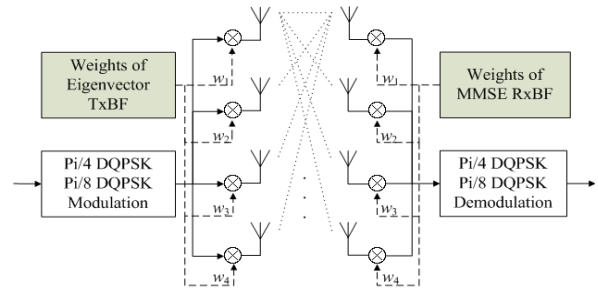 Weights of
Eigenvector
TxBF
Pi/4 DQPSK
Pi/8 DQPSK
Modulation
w1
w2
w3
w4
w1
w2
w3
w4
Weights of
MMSE RxBF
Pi/4 DQPSK
Pi/8 DQPSK
Demodulation